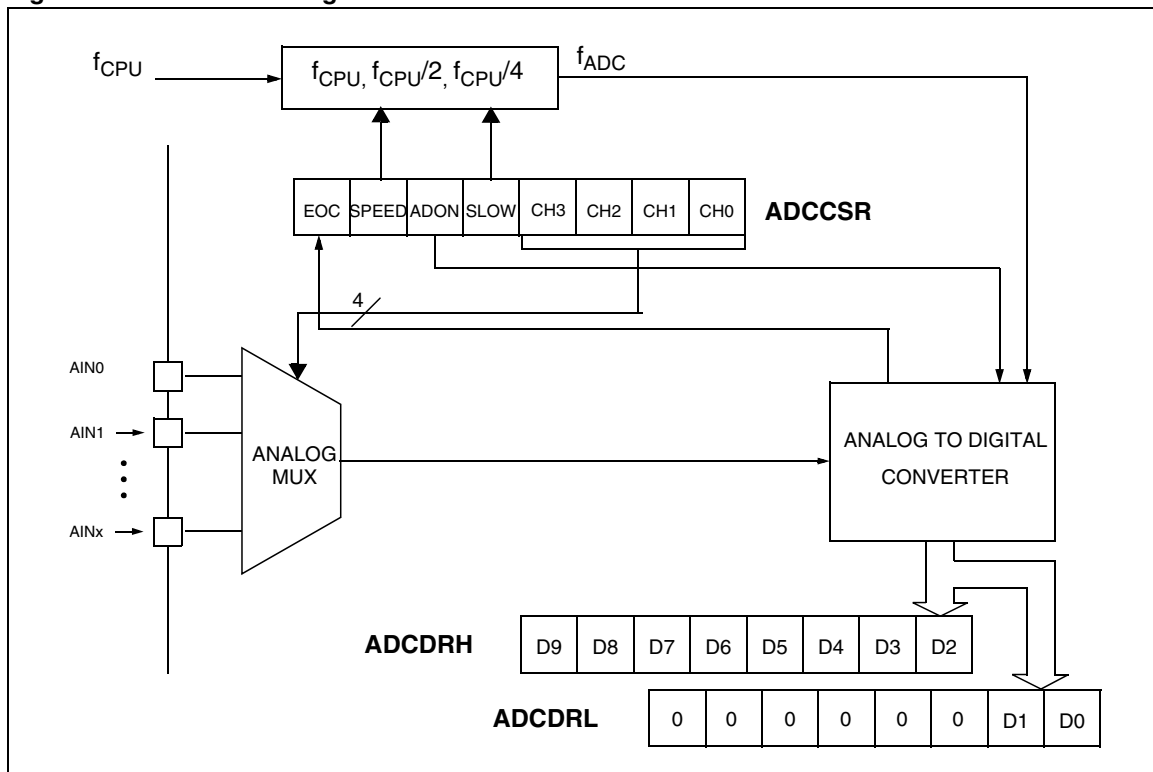 fCPU
fCPU, fCPU/2, fCPU/4
fADC
EOC SPEED ADON SLOW CH3 CH2 CH1 CH0
ADCCSR
4
AIN0
AIN1
ANALOG
MUX
AINx
ANALOG TO DIGITAL
CONVERTER
ADCDRH
D9 D8 D7 D6 D5 D4 D3 D2
ADCDRL
0 0 0 0 0 0 D1 D0